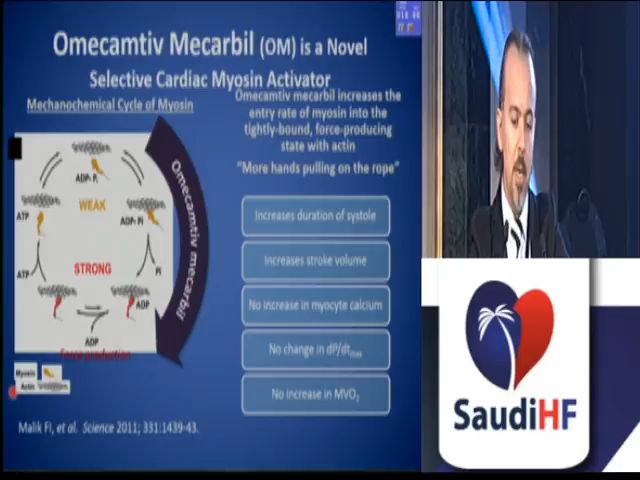 Omecamtiv Mecarbil (OM) is a Novel
Selective Cardiac Myosin Activator
Mechanochemical Cycle of Myosin
Omecamtiv mecarbil increases the
entry rate of myosin into the
tightly-bound, force-producing
state with actin
"More hands pulling on the rope"
ADP- Pi
ATP
WEAK
ADP- Pi
Omecamtiv mecarbil
ATP
STRONG
Pi
ADP
ADP
Force production
Myosin
Actin
Increases duration of systole
Increases stroke volume
No increase in myocyte calcium
No change in dP/dtmax
No increase in MVO2
Malik FI, et al. Science 2011; 331:1439-43.
SaudiHF